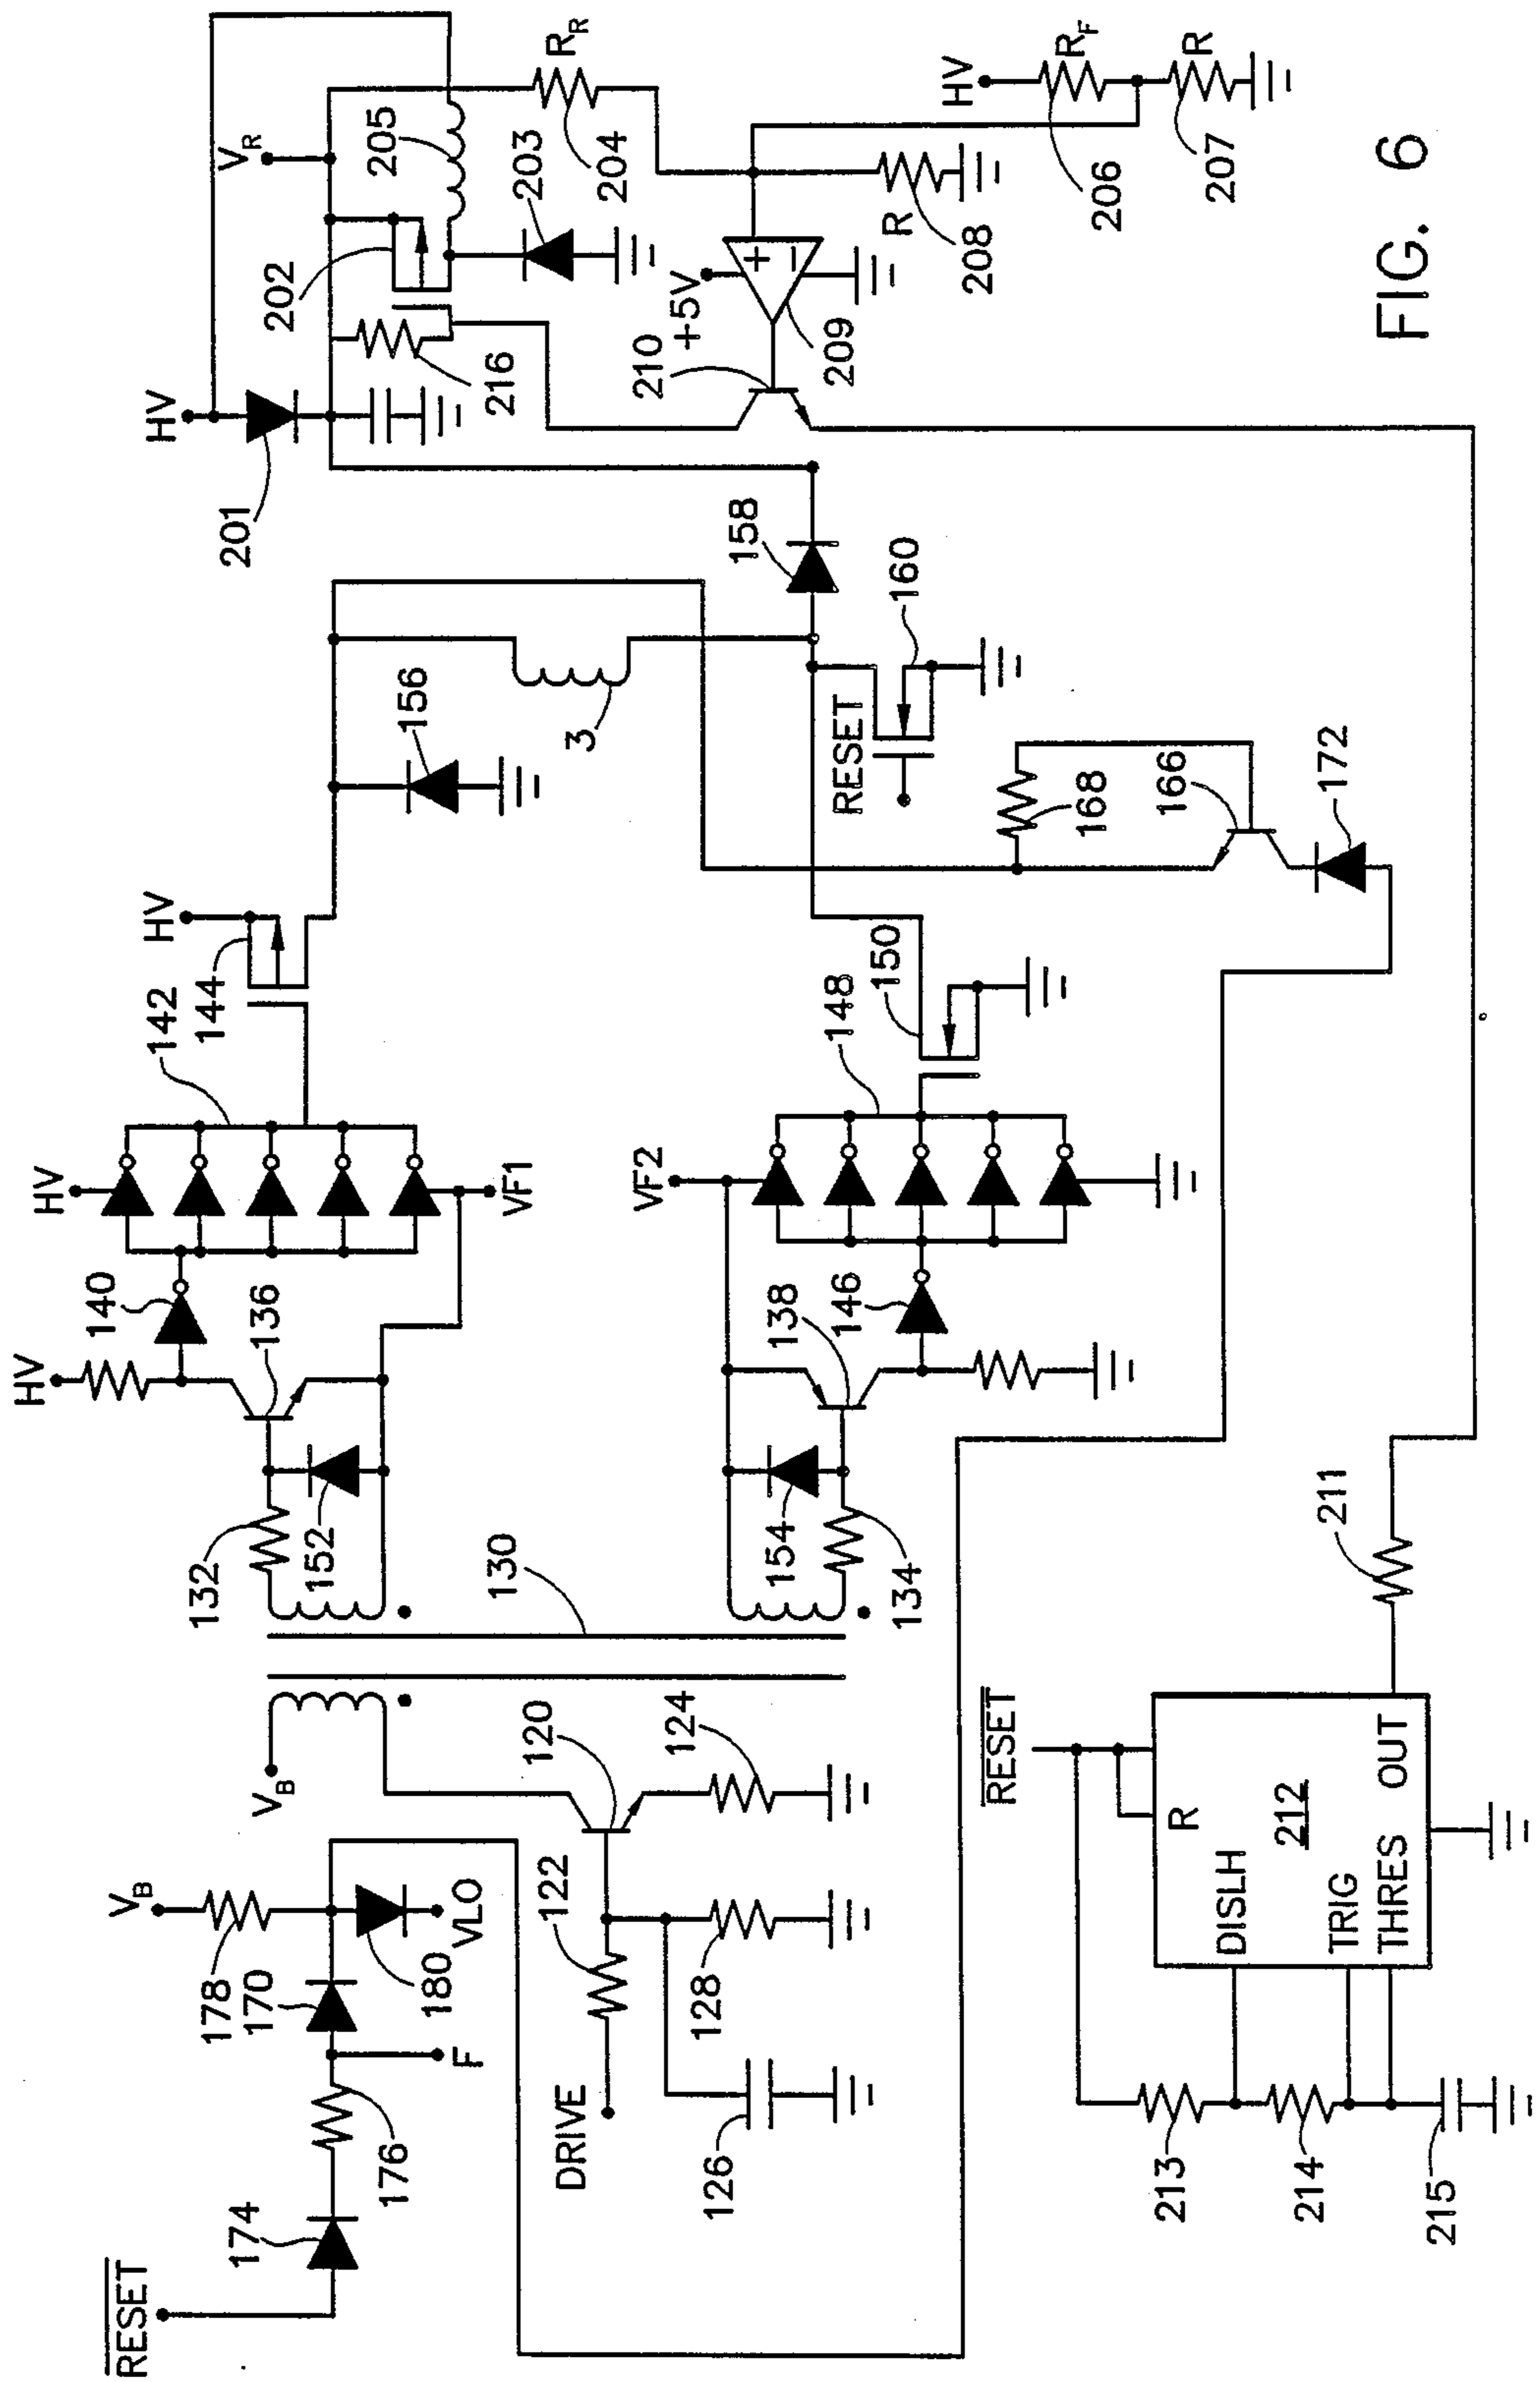 RESET
174
176
F
170
178
V_B
180
VLO
DRIVE
122
126
128
120
124
V_B
130
132
152
136
HV
140
HV
142
VF1
144
HV
156
3
134
154
138
146
VF2
148
150
RESET
160
158
168
166
172
HV
201
216
202
V_R
205
203
204
R_R
210
+5V
+
−
209
R
208
HV
206
R_F
207
R
211
RESET
R
212
DISLH
TRIG
THRES
OUT
213
214
215
FIG. 6